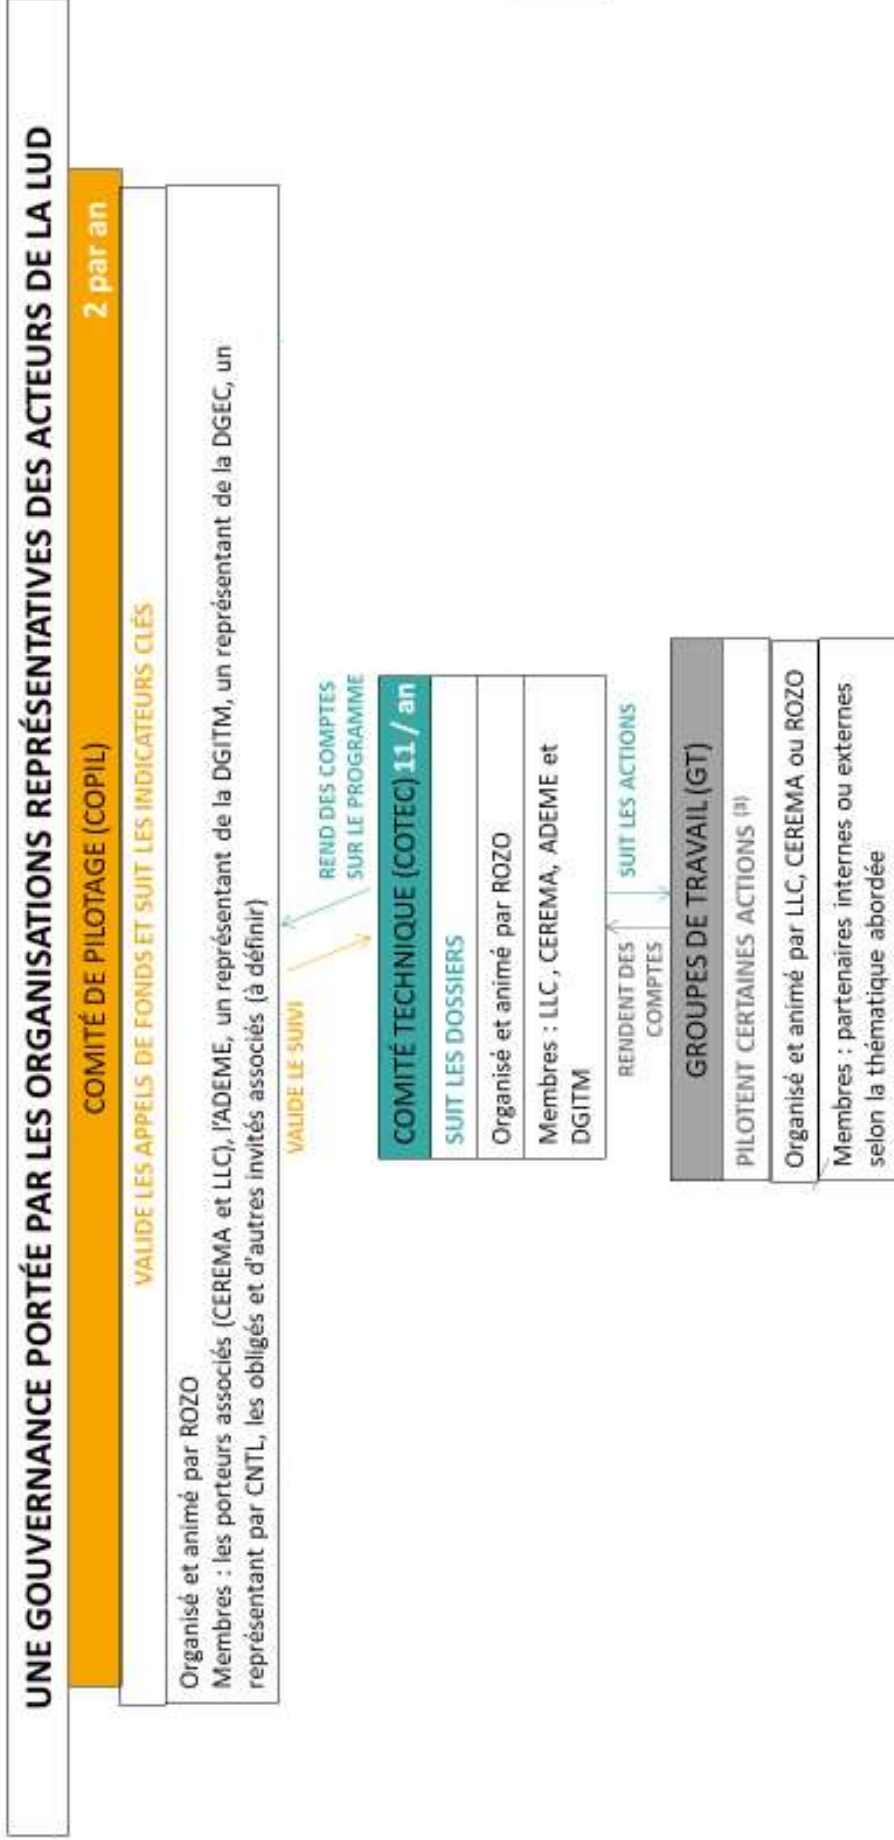 UNE GOUVERNANCE PORTÉE PAR LES ORGANISATIONS REPRÉSENTATIVES DES ACTEURS DE LA LUD
COMITÉ DE PILOTAGE (COPIL)
2 par an
VALIDE LES APPELS DE FONDS ET SUIT LES INDICATEURS CLÉS
Organisé et animé par ROZO
Membres : les porteurs associés (CEREMA et LLC), l'ADEME, un représentant de la DGITM, un représentant de la DGEC, un
représentant par CNTL, les obligés et d'autres invités associés (à définir)
VALIDE LE SUIVI
REND DES COMPTES
SUR LE PROGRAMME
COMITÉ TECHNIQUE (COTEC) 11 / an
SUIT LES DOSSIERS
Organisé et animé par ROZO
Membres : LLC , CEREMA, ADEME et
DGITM
RENDENT DES
COMPTES
SUIT LES ACTIONS
GROUPES DE TRAVAIL (GT)
PILOTENT CERTAINES ACTIONS (3)
Organisé et animé par LLC, CEREMA ou ROZO
Membres : partenaires internes ou externes
selon la thématique abordée